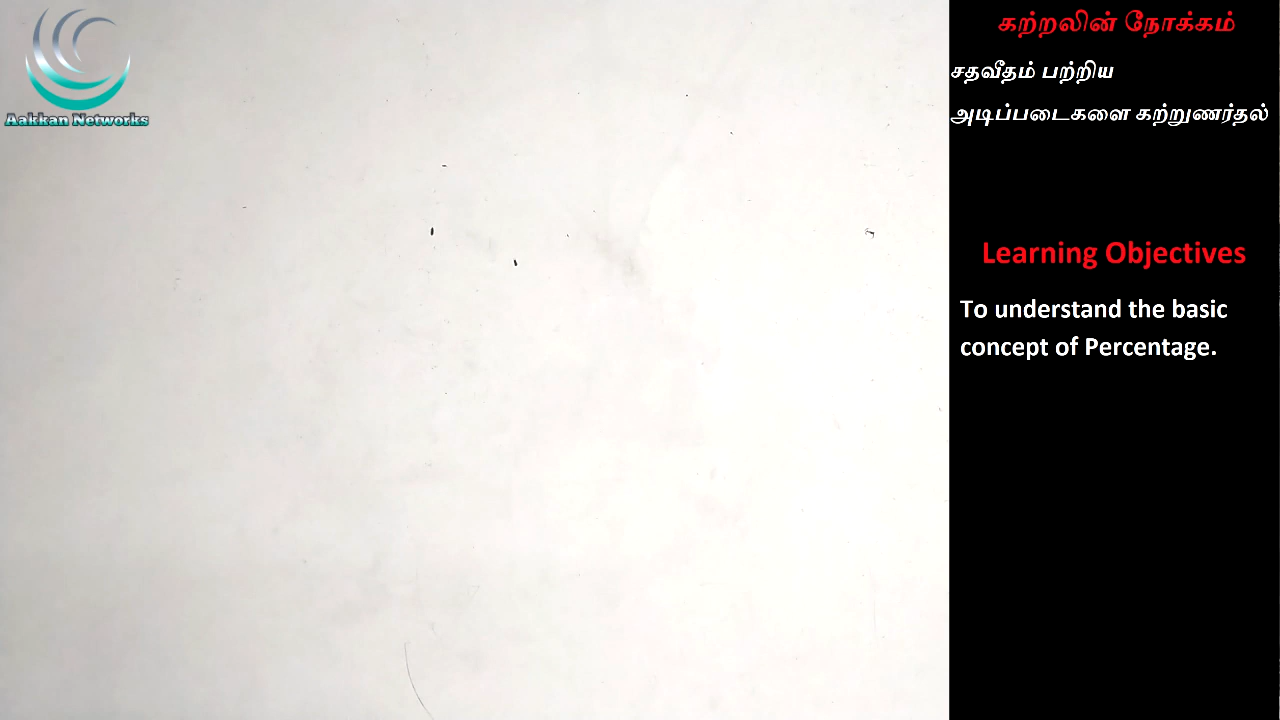 Aakkan Networks
கற்றலின் நோக்கம்
சதவீதம் பற்றிய
அடிப்படைகளை கற்றுணர்தல்
Learning Objectives
To understand the basic
concept of Percentage.